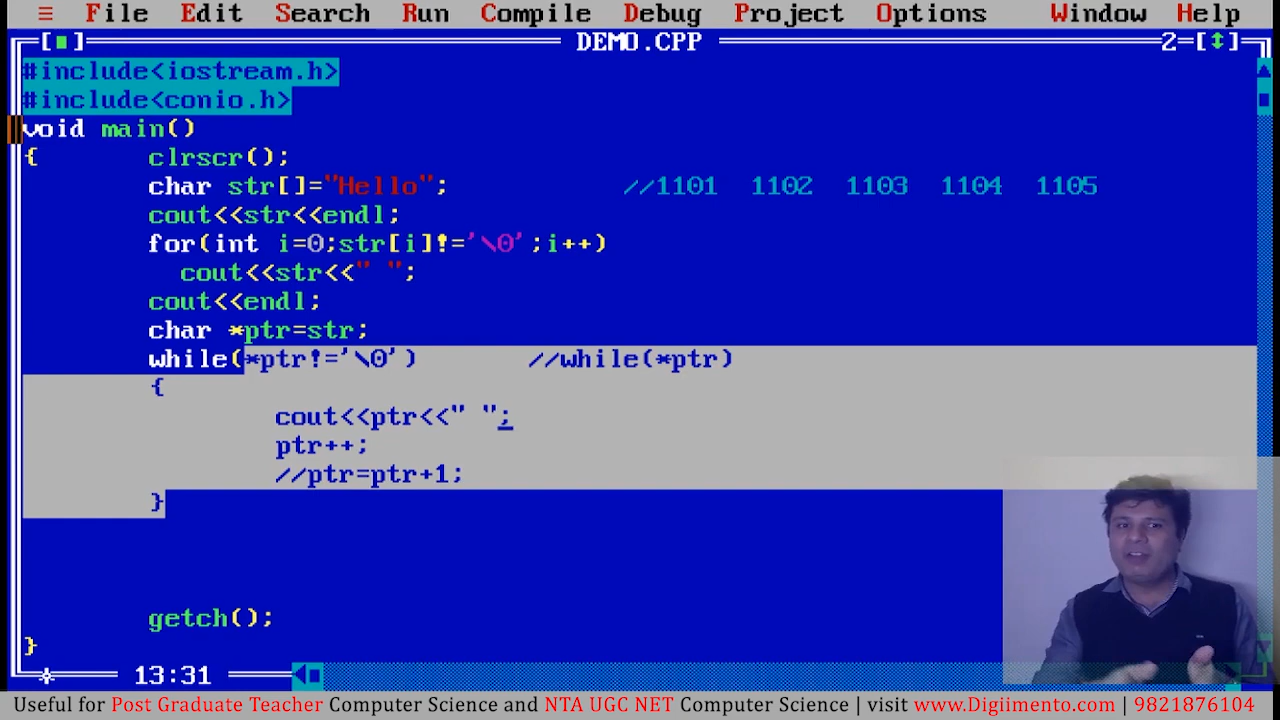 ≡ File Edit Search Run Compile Debug Project Options Window Help
[■] DEMO.CPP 2=[↕]
#include<iostream.h>
#include<conio.h>
void main()
{ clrscr();
char str[]="Hello"; //1101 1102 1103 1104 1105
cout<<str<<endl;
for(int i=0;str[i]!='\0';i++)
cout<<str<<" ";
cout<<endl;
char *ptr=str;
while(*ptr!='\0') //while(*ptr)
{
cout<<ptr<<" ";
ptr++;
//ptr=ptr+1;
}
getch();
}
13:31
Useful for Post Graduate Teacher Computer Science and NTA UGC NET Computer Science | visit www.Digiimento.com | 9821876104